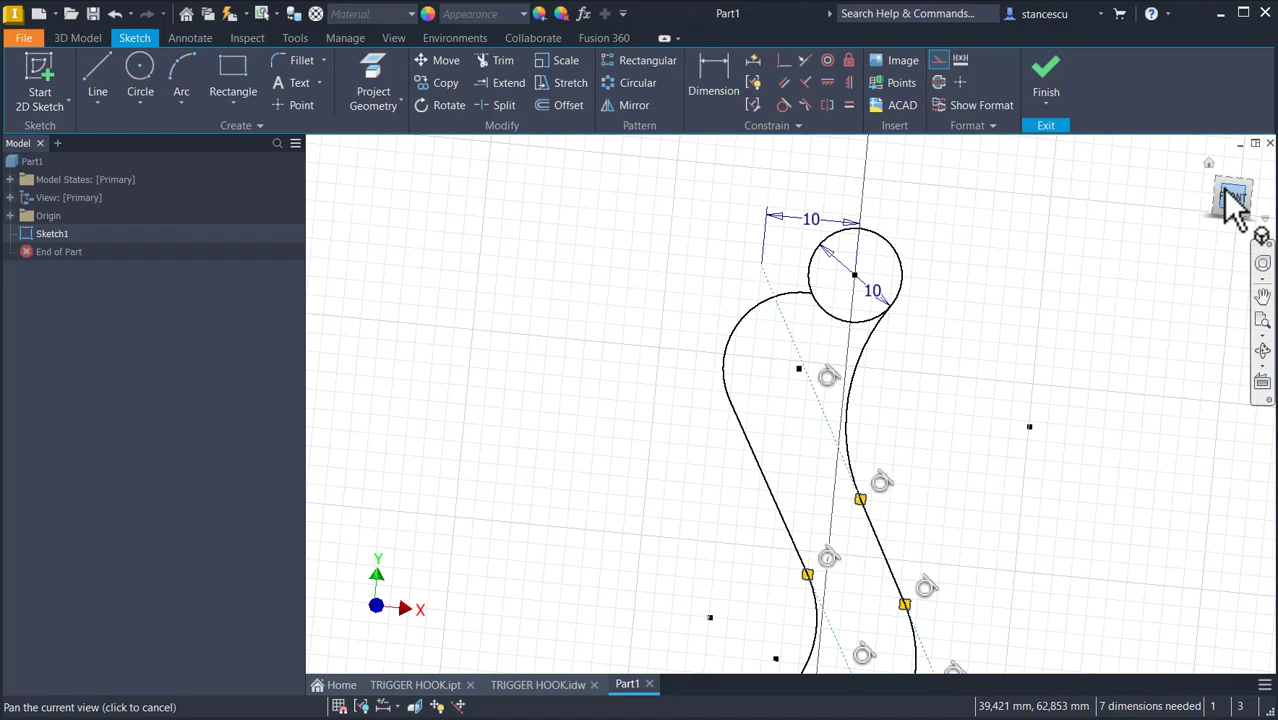 Material
Appearance
Part1
Search Help & Commands...
stancescu
File
3D Model
Sketch
Annotate
Inspect
Tools
Manage
View
Environments
Collaborate
Fusion 360
Start
2D Sketch
Line
Circle
Arc
Rectangle
Fillet
Text
Point
Project
Geometry
Move
Copy
Rotate
Trim
Extend
Split
Scale
Stretch
Offset
Rectangular
Circular
Mirror
Dimension
Image
Points
ACAD
Show Format
Finish
Sketch
Create
Modify
Pattern
Constrain
Insert
Format
Exit
Model
Part1
Model States: [Primary]
View: [Primary]
Origin
Sketch1
End of Part
10
10
Y
X
Home
TRIGGER HOOK.ipt
TRIGGER HOOK.idw
Part1
Pan the current view (click to cancel)
39,421 mm, 62,853 mm
7 dimensions needed
1
3